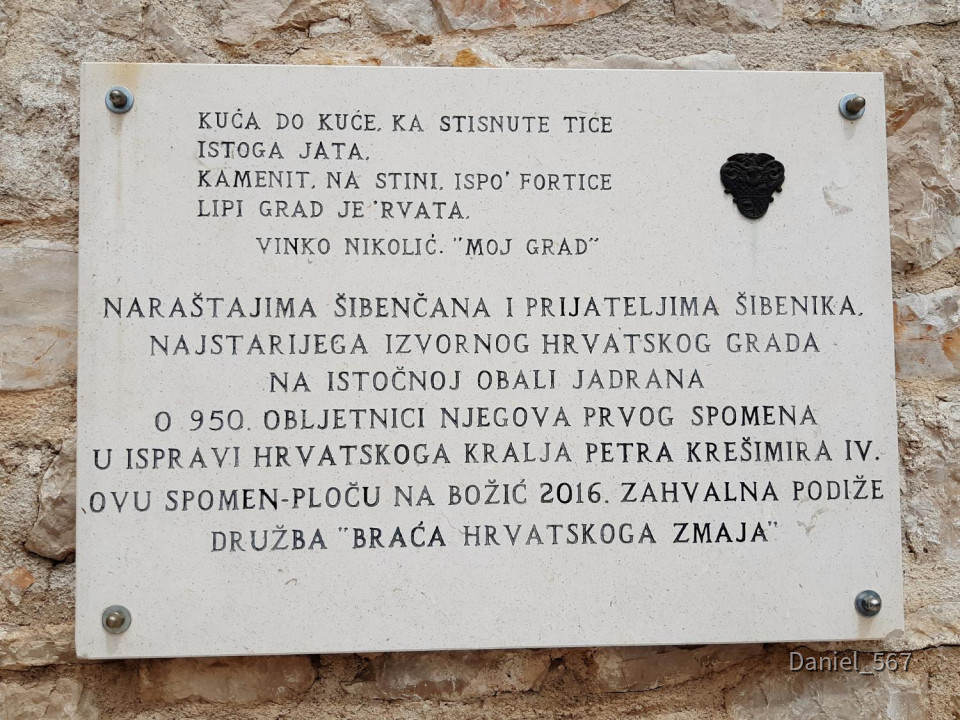 KUĆA DO KUĆE, KA STISNUTE TICE
ISTOGA JATA,
KAMENIT, NA STINI, ISPO' FORTICE
LIPI GRAD JE 'RVATA.
VINKO NIKOLIĆ. "MOJ GRAD"
NARAŠTAJIMA ŠIBENČANA I PRIJATELJIMA ŠIBENIKA,
NAJSTARIJEGA IZVORNOG HRVATSKOG GRADA
NA ISTOČNOJ OBALI JADRANA
O 950. OBLJETNICI NJEGOVA PRVOG SPOMENA
U ISPRAVI HRVATSKOGA KRALJA PETRA KREŠIMIRA IV.
OVU SPOMEN-PLOČU NA BOŽIĆ 2016. ZAHVALNA PODIŽE
DRUŽBA "BRAĆA HRVATSKOGA ZMAJA"
Daniel_567